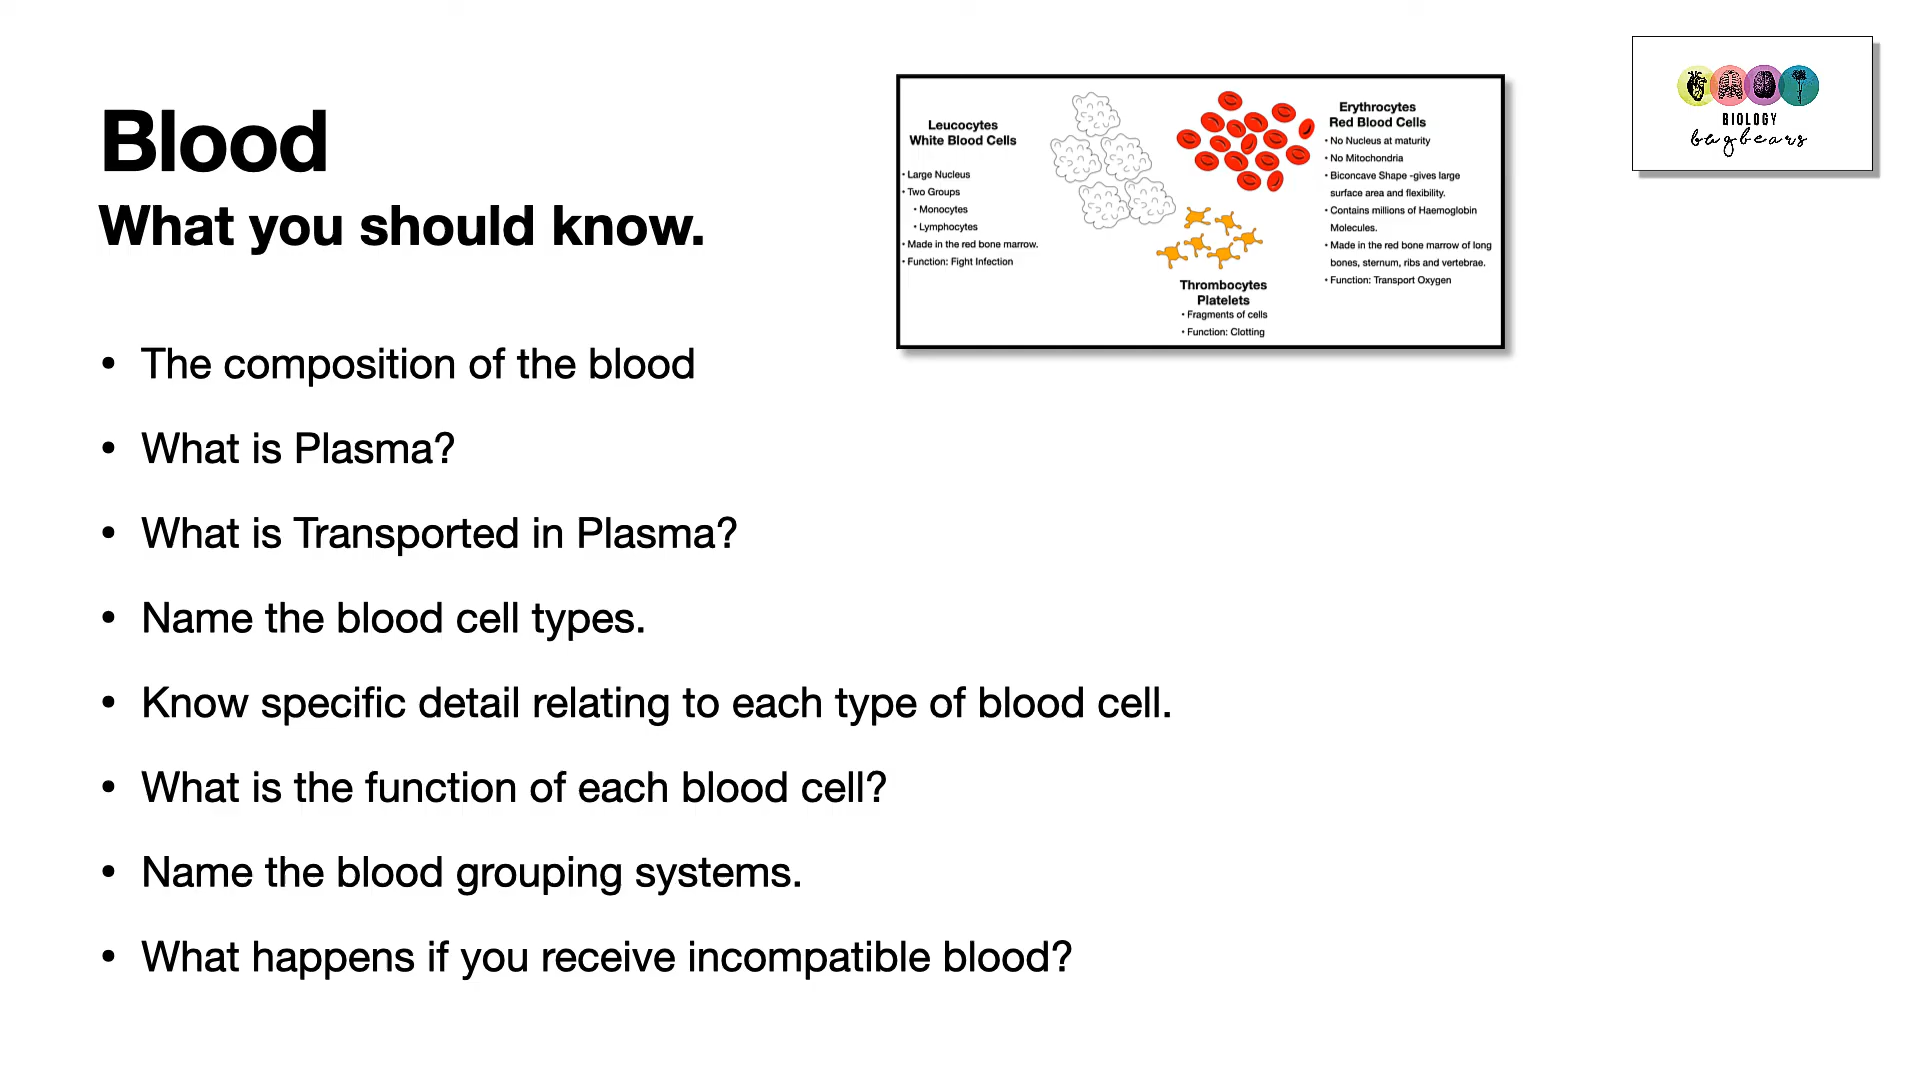 Blood
What you should know.
• The composition of the blood
• What is Plasma?
• What is Transported in Plasma?
• Name the blood cell types.
• Know specific detail relating to each type of blood cell.
• What is the function of each blood cell?
• Name the blood grouping systems.
• What happens if you receive incompatible blood?
Leucocytes
White Blood Cells
• Large Nucleus
• Two Groups
• Monocytes
• Lymphocytes
• Made in the red bone marrow.
• Function: Fight Infection
Thrombocytes
Platelets
• Fragments of cells
• Function: Clotting
Erythrocytes
Red Blood Cells
• No Nucleus at maturity
• No Mitochondria
• Biconcave Shape -gives large
surface area and flexibility.
• Contains millions of Haemoglobin
Molecules.
• Made in the red bone marrow of long
bones, sternum, ribs and vertebrae.
• Function: Transport Oxygen
BIOLOGY
bugbears